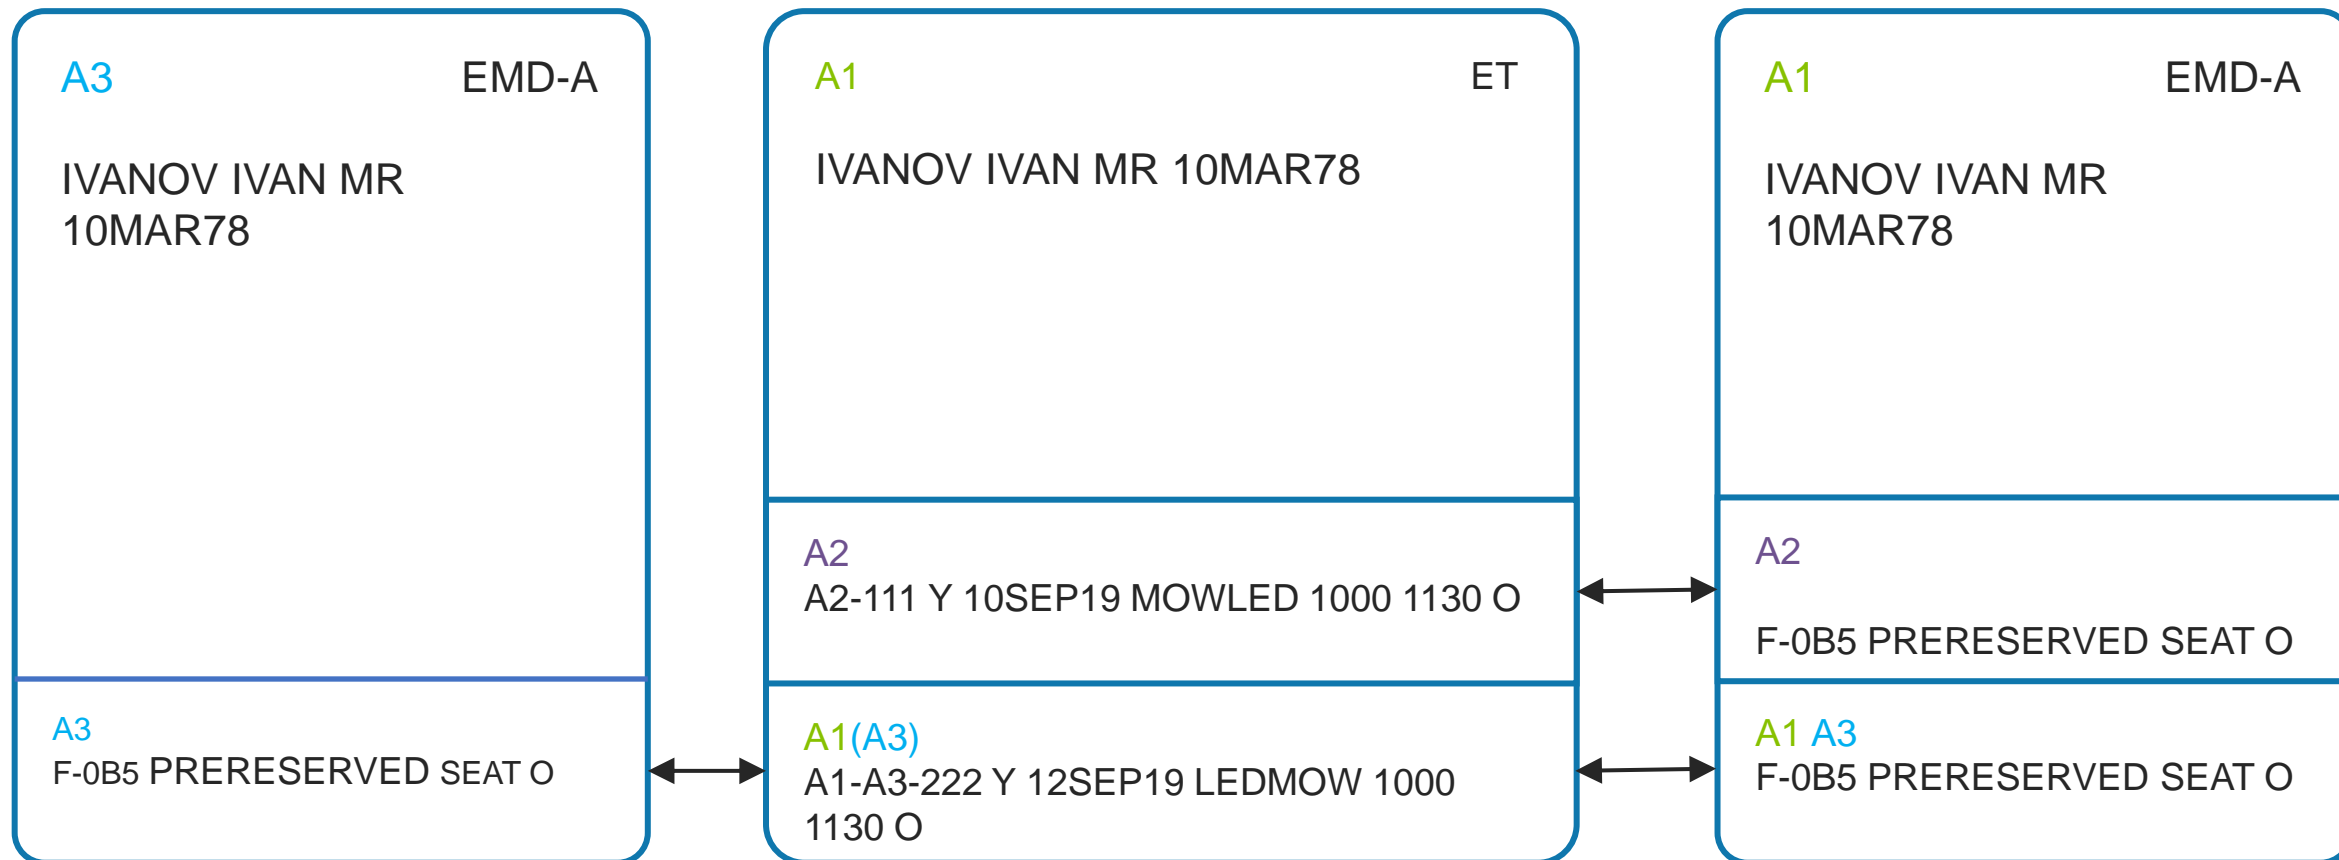 A3 EMD-A
IVANOV IVAN MR
10MAR78
A3
F-0B5 PRERESERVED SEAT O
A1 ET
IVANOV IVAN MR 10MAR78
A2
A2-111 Y 10SEP19 MOWLED 1000 1130 O
A1(A3)
A1-A3-222 Y 12SEP19 LEDMOW 1000
1130 O
A1 EMD-A
IVANOV IVAN MR
10MAR78
A2
F-0B5 PRERESERVED SEAT O
A1 A3
F-0B5 PRERESERVED SEAT O